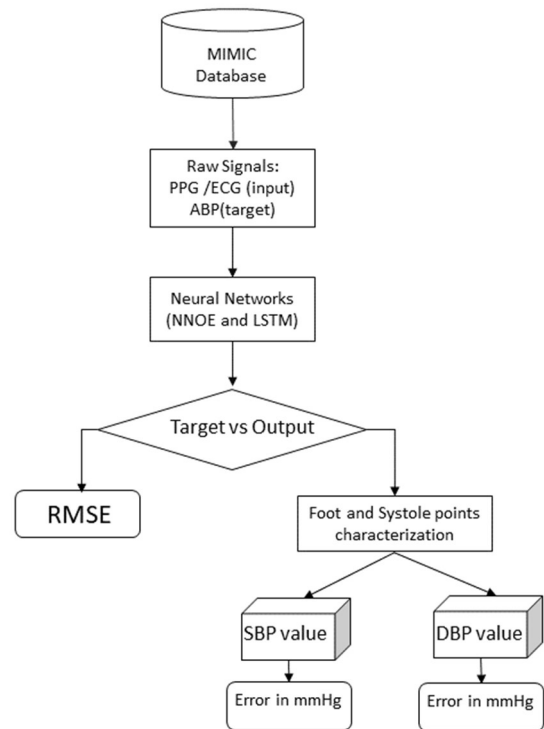 MIMIC
Database
Raw Signals:
PPG /ECG (input)
ABP(target)
Neural Networks
(NNOE and LSTM)
Target vs Output
RMSE
Foot and Systole points
characterization
SBP value
DBP value
Error in mmHg
Error in mmHg